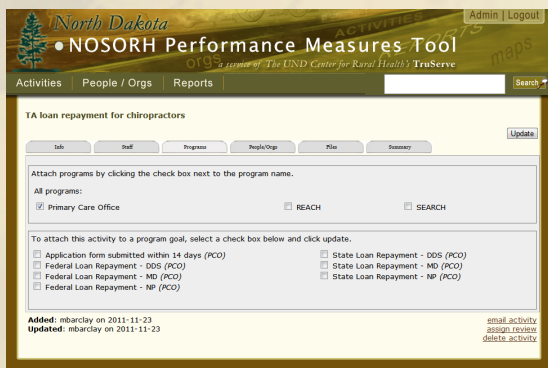 Admin | Logout
North Dakota
ACTIVITIES
• NOSORH Performance Measures Tool
orgs
maps
a service of The UND Center for Rural Health's TruServe
Activities | People / Orgs | Reports
Search
TA loan repayment for chiropractors
Update
Info Staff Programs People/Orgs Files Summary
Attach programs by clicking the check box next to the program name.
All programs:
Primary Care Office REACH SEARCH
To attach this activity to a program goal, select a check box below and click update.
Application form submitted within 14 days (PCO) State Loan Repayment - DDS (PCO)
Federal Loan Repayment - DDS (PCO) State Loan Repayment - MD (PCO)
Federal Loan Repayment - MD (PCO) State Loan Repayment - NP (PCO)
Federal Loan Repayment - NP (PCO)
Added: mbarclay on 2011-11-23 email activity
Updated: mbarclay on 2011-11-23 assign review
delete activity